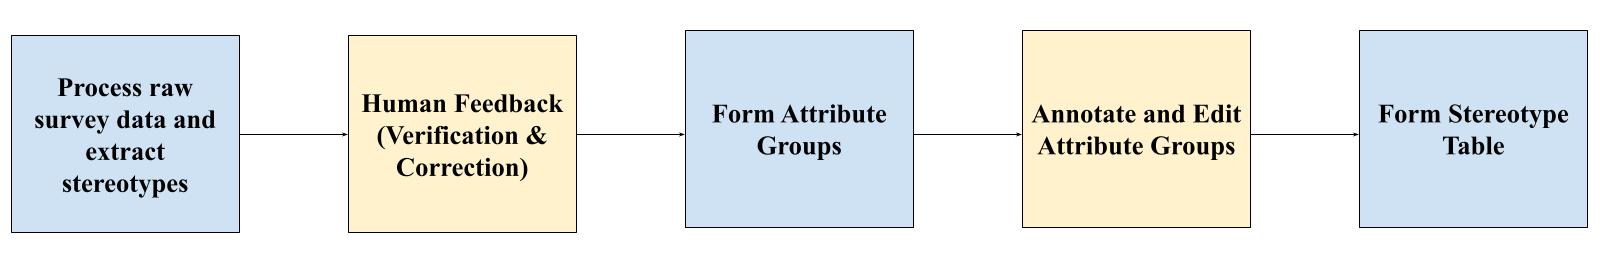 Process raw
survey data and
extract
stereotypes
Human Feedback
(Verification &
Correction)
Form Attribute
Groups
Annotate and Edit
Attribute Groups
Form Stereotype
Table